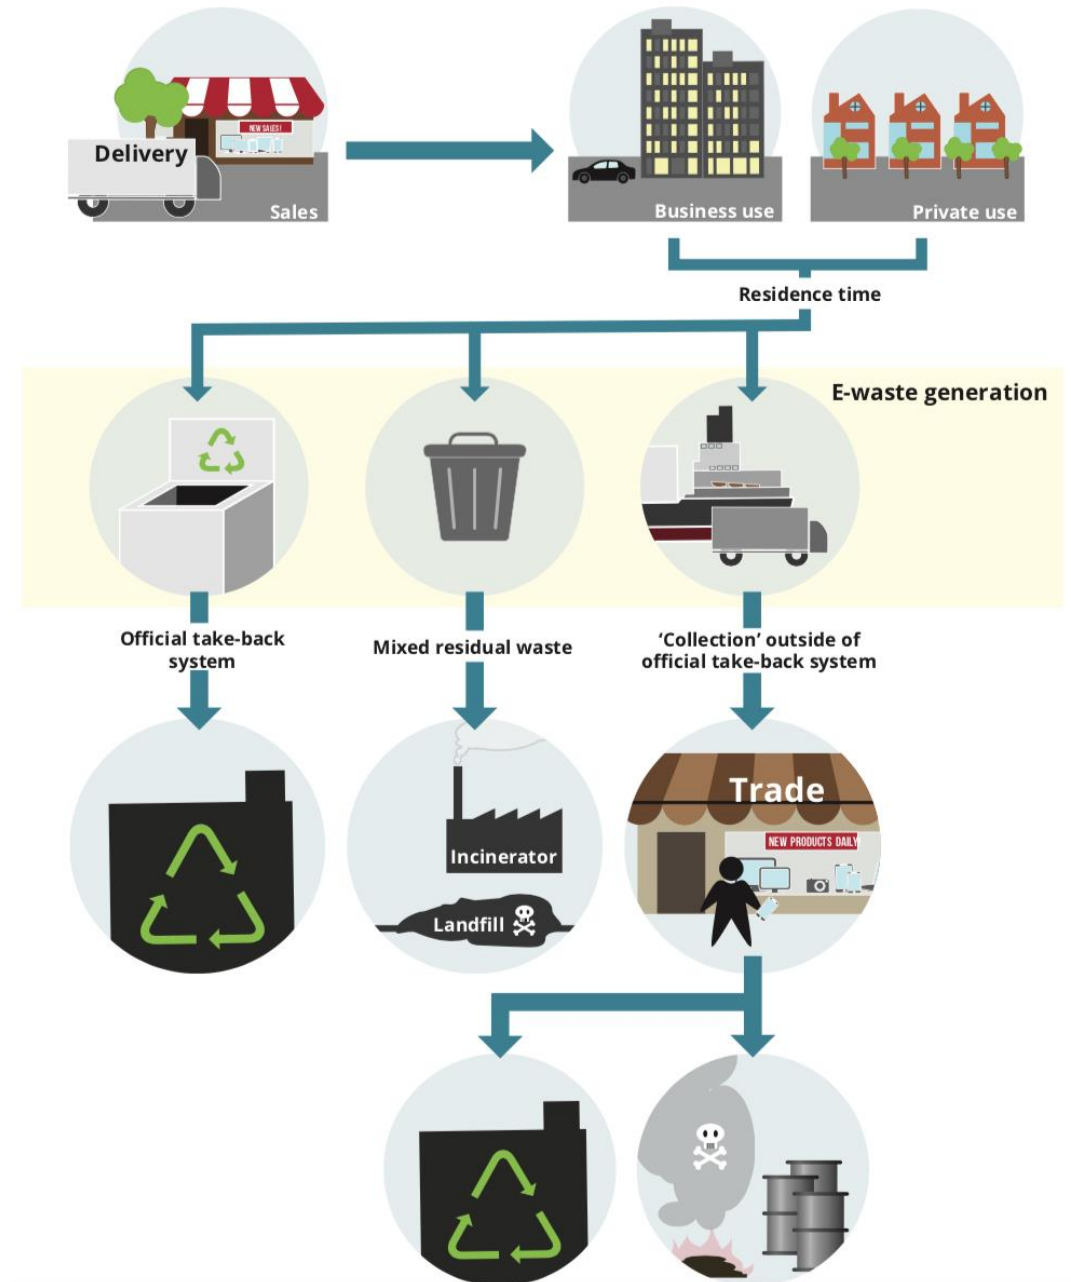 Delivery
NEW SALES!
Sales
Business use
Private use
Residence time
E-waste generation
Official take-back
system
Mixed residual waste
‘Collection’ outside of
official take-back system
Incinerator
Landfill
Trade
NEW PRODUCTS DAILY